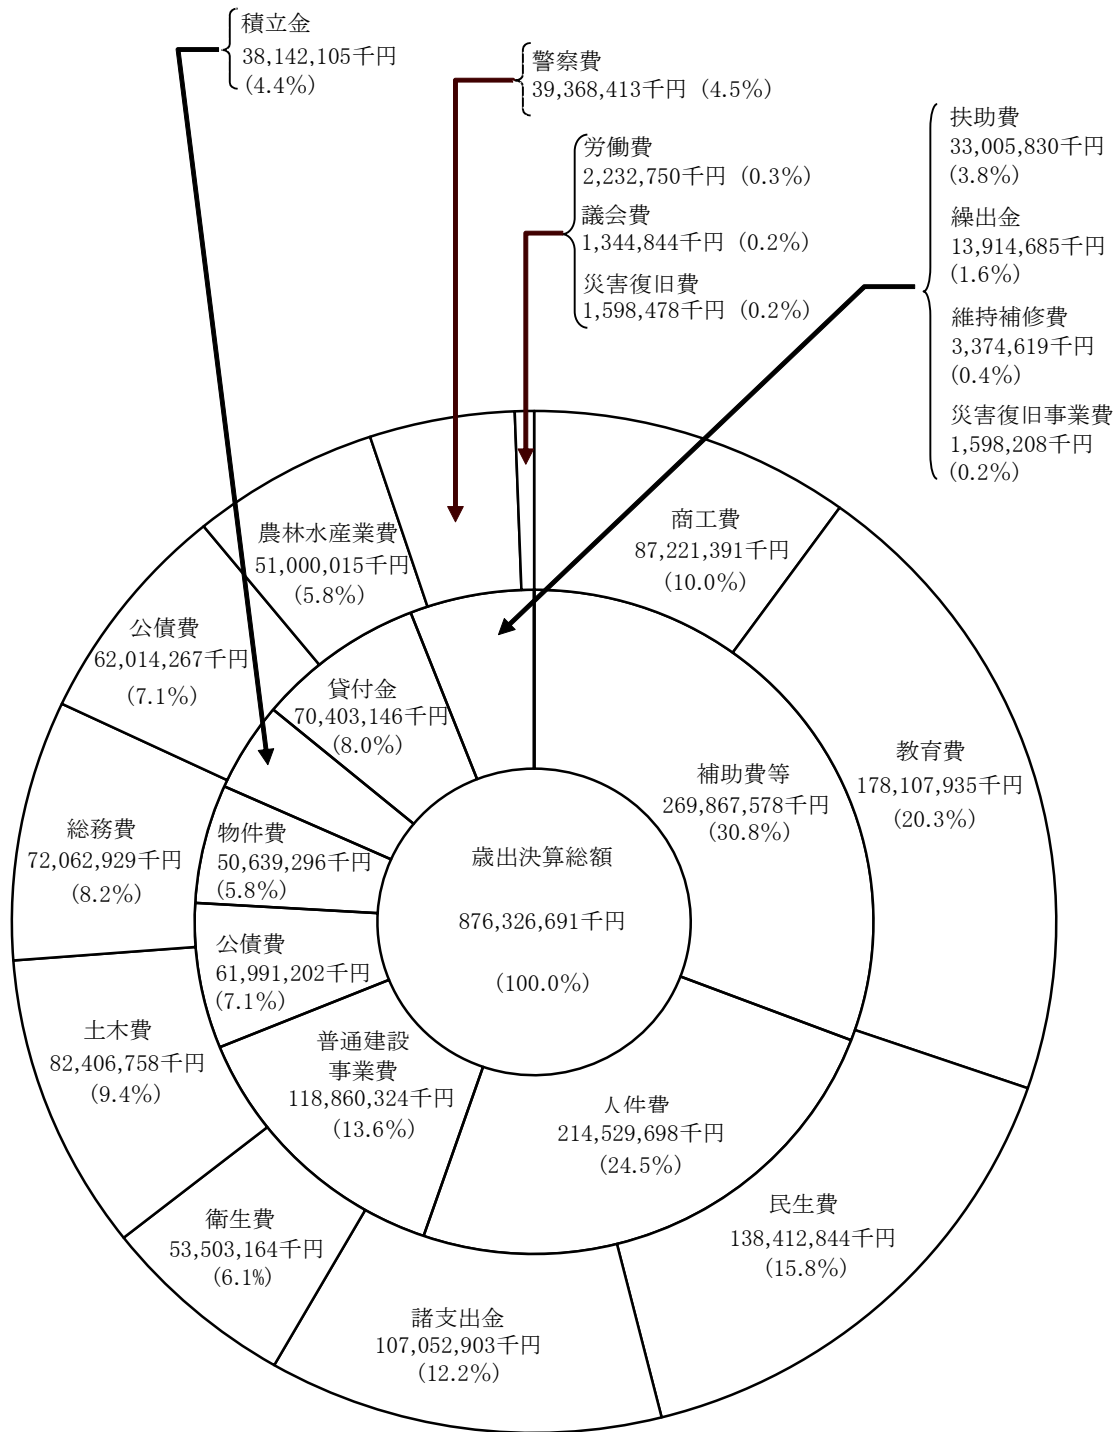 積立金
38,142,105千円
(4.4%)
警察費
39,368,413千円 (4.5%)
労働費
2,232,750千円 (0.3%)
議会費
1,344,844千円 (0.2%)
災害復旧費
1,598,478千円 (0.2%)
扶助費
33,005,830千円
(3.8%)
繰出金
13,914,685千円
(1.6%)
維持補修費
3,374,619千円
(0.4%)
災害復旧事業費
1,598,208千円
(0.2%)
商工費
87,221,391千円
(10.0%)
教育費
178,107,935千円
(20.3%)
民生費
138,412,844千円
(15.8%)
諸支出金
107,052,903千円
(12.2%)
衛生費
53,503,164千円
(6.1%)
土木費
82,406,758千円
(9.4%)
総務費
72,062,929千円
(8.2%)
公債費
62,014,267千円
(7.1%)
農林水産業費
51,000,015千円
(5.8%)
補助費等
269,867,578千円
(30.8%)
人件費
214,529,698千円
(24.5%)
普通建設
事業費
118,860,324千円
(13.6%)
公債費
61,991,202千円
(7.1%)
物件費
50,639,296千円
(5.8%)
貸付金
70,403,146千円
(8.0%)
歳出決算総額
876,326,691千円
(100.0%)